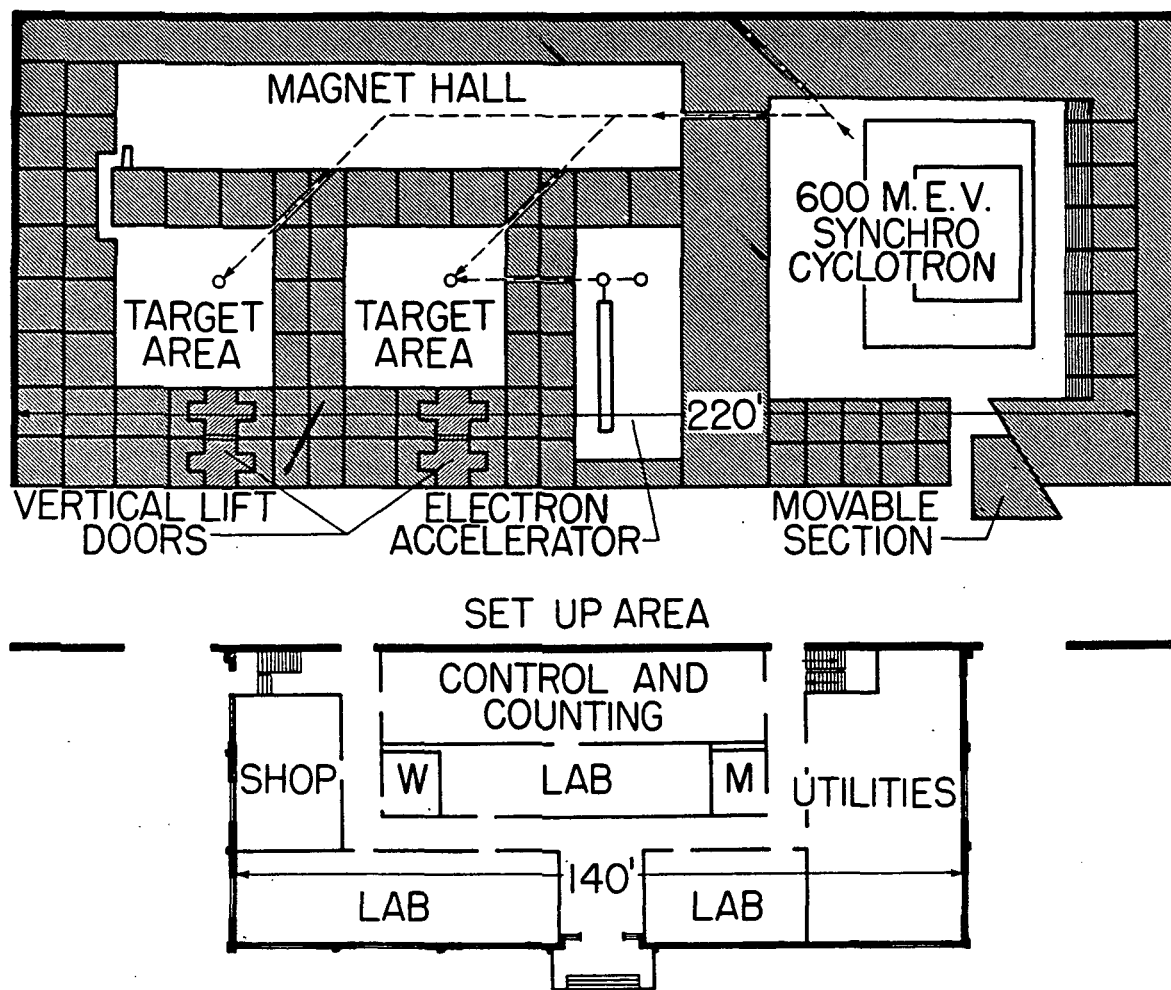 MAGNET HALL
600 M.E.V.
SYNCHRO
CYCLOTRON
TARGET
AREA
TARGET
AREA
220'
VERTICAL LIFT
DOORS
ELECTRON
ACCELERATOR
MOVABLE
SECTION
SET UP AREA
CONTROL AND
COUNTING
SHOP
W
LAB
M
UTILITIES
140'
LAB
LAB